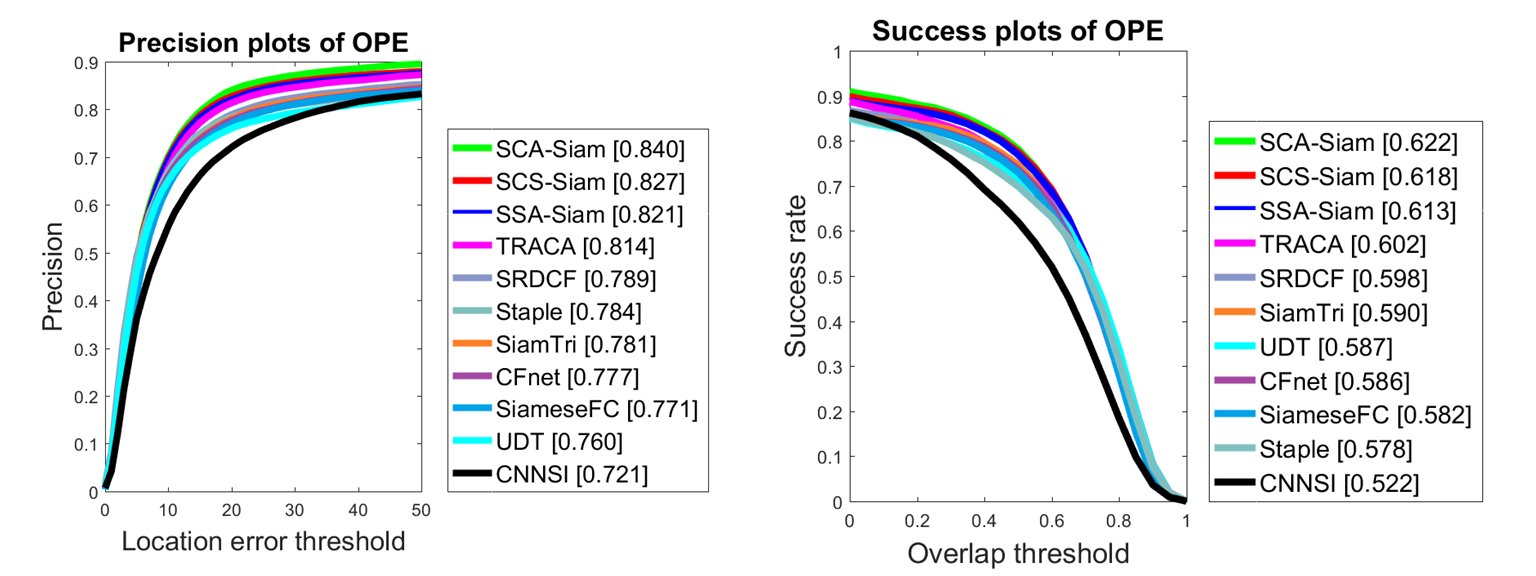 Precision plots of OPE
0.9
0.8
0.7
0.6
0.5
0.4
0.3
0.2
0.1
0
0 10 20 30 40 50
Precision
Location error threshold
SCA-Siam [0.840]
SCS-Siam [0.827]
SSA-Siam [0.821]
TRACA [0.814]
SRDCF [0.789]
Staple [0.784]
SiamTri [0.781]
CFnet [0.777]
SiameseFC [0.771]
UDT [0.760]
CNNSI [0.721]
Success plots of OPE
1
0.9
0.8
0.7
0.6
0.5
0.4
0.3
0.2
0.1
0
0 0.2 0.4 0.6 0.8 1
Success rate
Overlap threshold
SCA-Siam [0.622]
SCS-Siam [0.618]
SSA-Siam [0.613]
TRACA [0.602]
SRDCF [0.598]
SiamTri [0.590]
UDT [0.587]
CFnet [0.586]
SiameseFC [0.582]
Staple [0.578]
CNNSI [0.522]